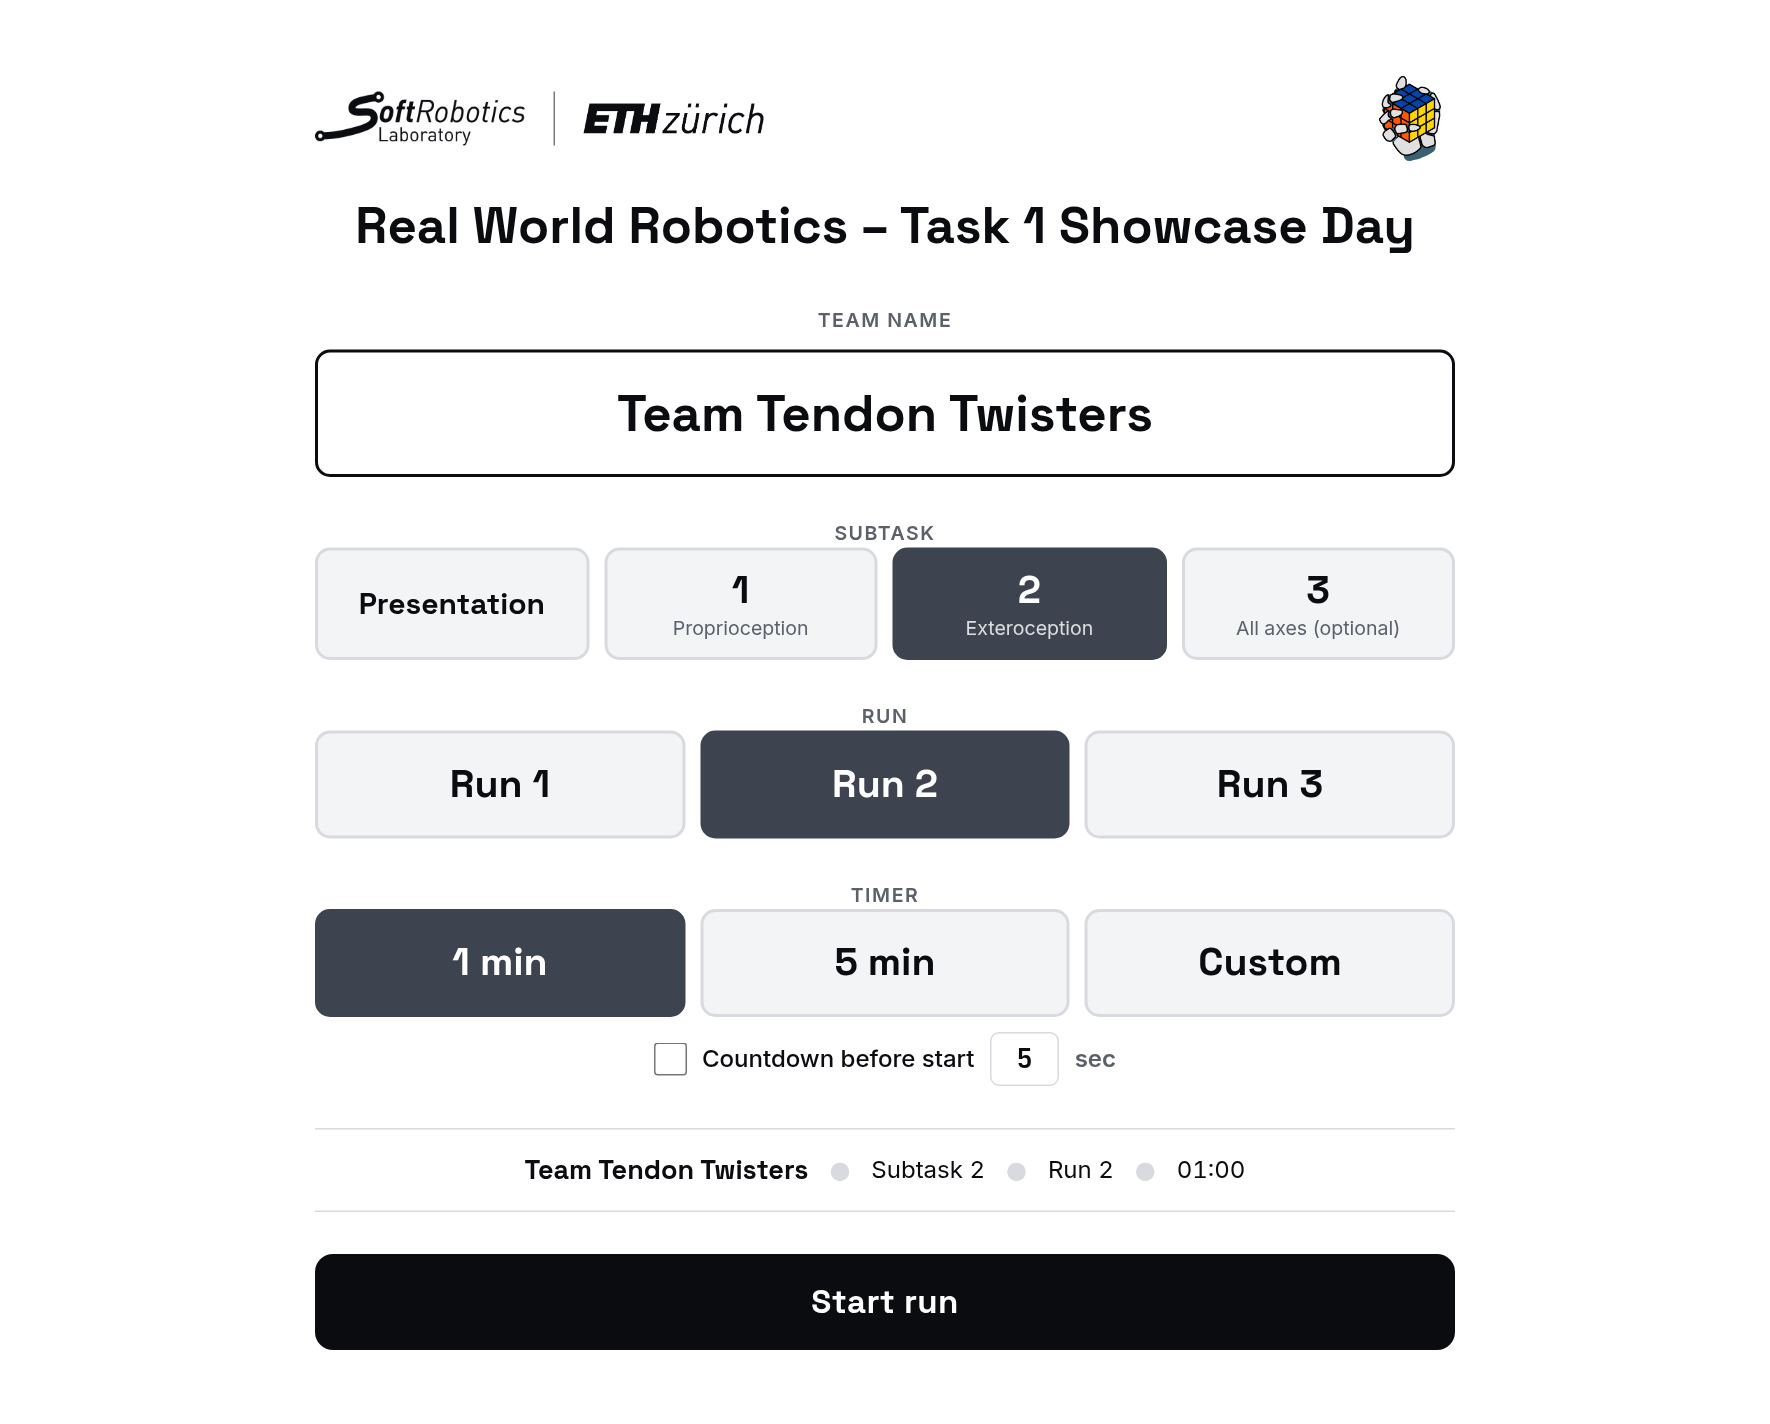 SoftRobotics
Laboratory
ETH zürich
Real World Robotics – Task 1 Showcase Day
TEAM NAME
Team Tendon Twisters
SUBTASK
Presentation
1
Proprioception
2
Exteroception
3
All axes (optional)
RUN
Run 1
Run 2
Run 3
TIMER
1 min
5 min
Custom
Countdown before start 5 sec
Team Tendon Twisters Subtask 2 Run 2 01:00
Start run